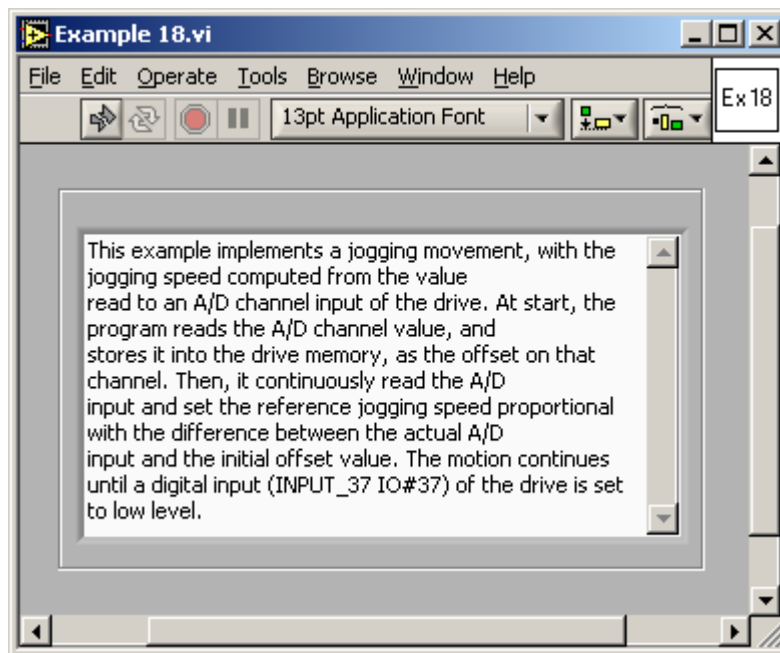 Example 18.vi
File Edit Operate Tools Browse Window Help
13pt Application Font
Ex 18
This example implements a jogging movement, with the
jogging speed computed from the value
read to an A/D channel input of the drive. At start, the
program reads the A/D channel value, and
stores it into the drive memory, as the offset on that
channel. Then, it continuously read the A/D
input and set the reference jogging speed proportional
with the difference between the actual A/D
input and the initial offset value. The motion continues
until a digital input (INPUT_37 IO#37) of the drive is set
to low level.